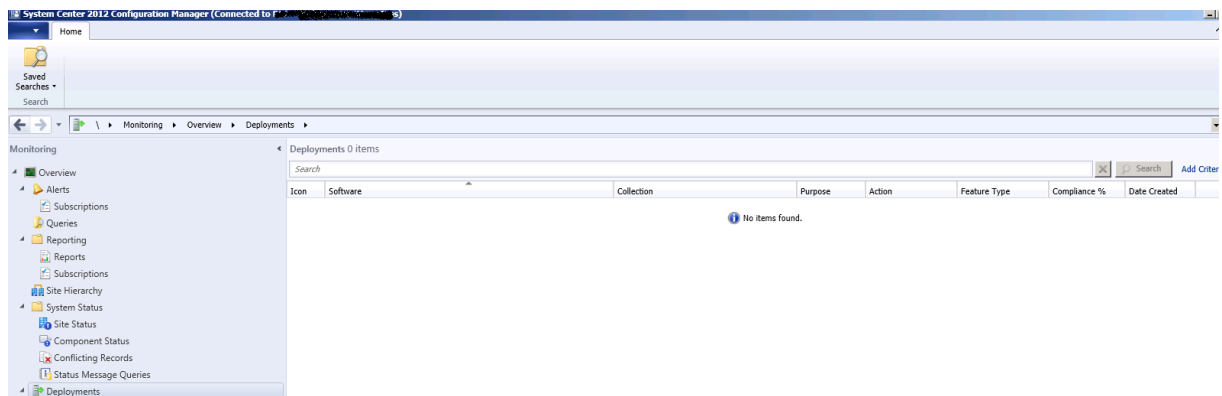 System Center 2012 Configuration Manager (Connected to s)
Home
Saved
Searches
Search
\ Monitoring Overview Deployments
Monitoring
Deployments 0 items
Search
Search
Add Criter
Overview
Alerts
Subscriptions
Queries
Reporting
Reports
Subscriptions
Site Hierarchy
System Status
Site Status
Component Status
Conflicting Records
Status Message Queries
Deployments
Icon Software Collection Purpose Action Feature Type Compliance % Date Created
No items found.